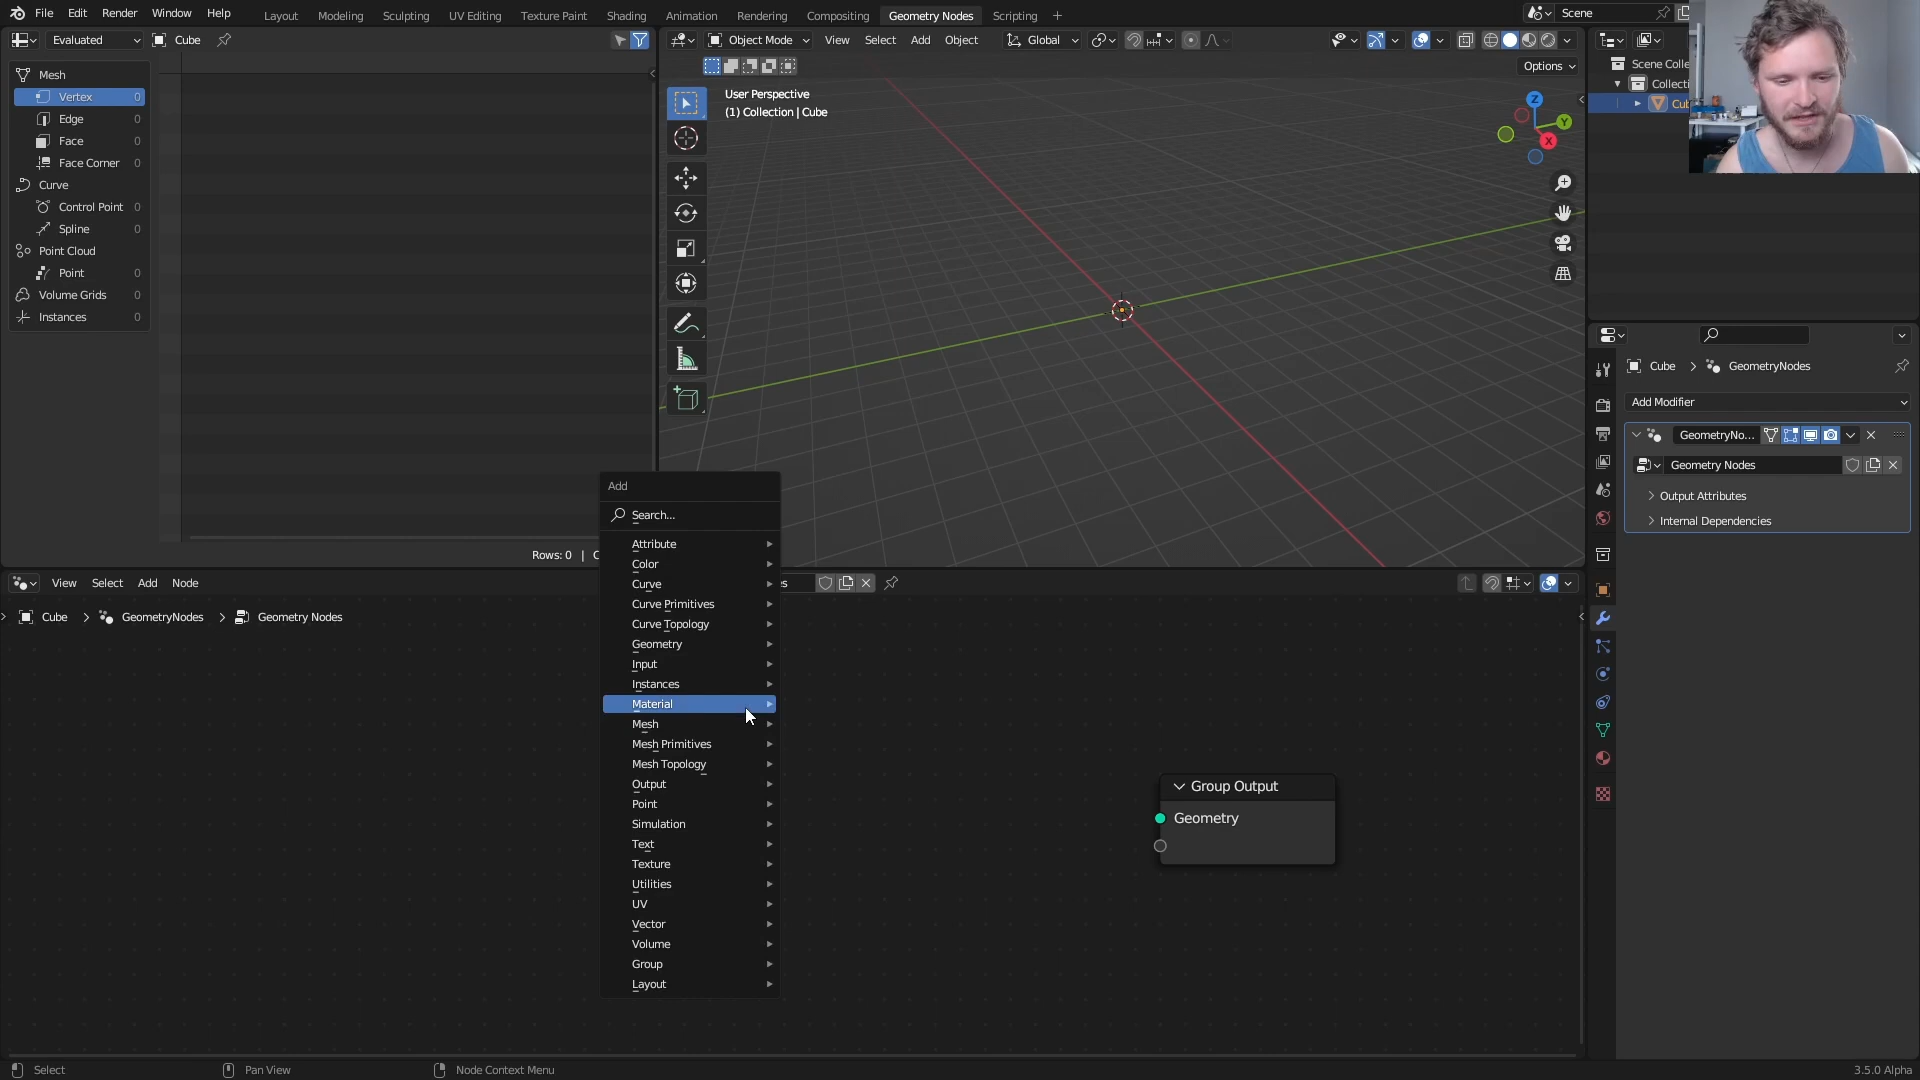 File Edit Render Window Help
Layout Modeling Sculpting UV Editing Texture Paint Shading Animation Rendering Compositing Geometry Nodes Scripting
Scene
Evaluated
Cube
Object Mode View Select Add Object
Global
Options
Mesh
Vertex 0
Edge 0
Face 0
Face Corner 0
Curve
Control Point 0
Spline 0
Point Cloud
Point 0
Volume Grids 0
Instances 0
User Perspective
(1) Collection | Cube
Z
Y
X
Scene Colle
Collecti
Cub
Cube GeometryNodes
Add Modifier
GeometryNo...
Geometry Nodes
Output Attributes
Internal Dependencies
Rows: 0 | C
View Select Add Node
s
Cube GeometryNodes Geometry Nodes
Add
Search...
Attribute
Color
Curve
Curve Primitives
Curve Topology
Geometry
Input
Instances
Material
Mesh
Mesh Primitives
Mesh Topology
Output
Point
Simulation
Text
Texture
Utilities
UV
Vector
Volume
Group
Layout
Group Output
Geometry
Select Pan View Node Context Menu
3.5.0 Alpha